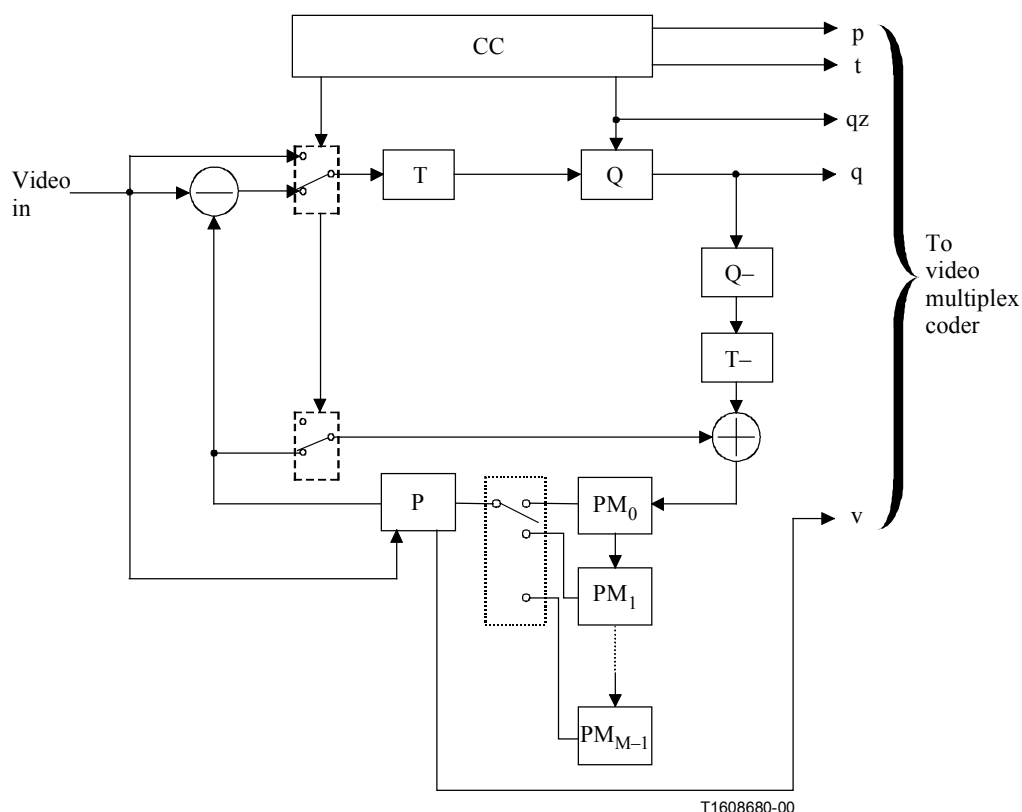 CC
p
t
qz
Video
in
T
Q
q
To
video
multiplex
coder
Q–
T–
P
PM0
v
PM1
PMM–1
T1608680-00